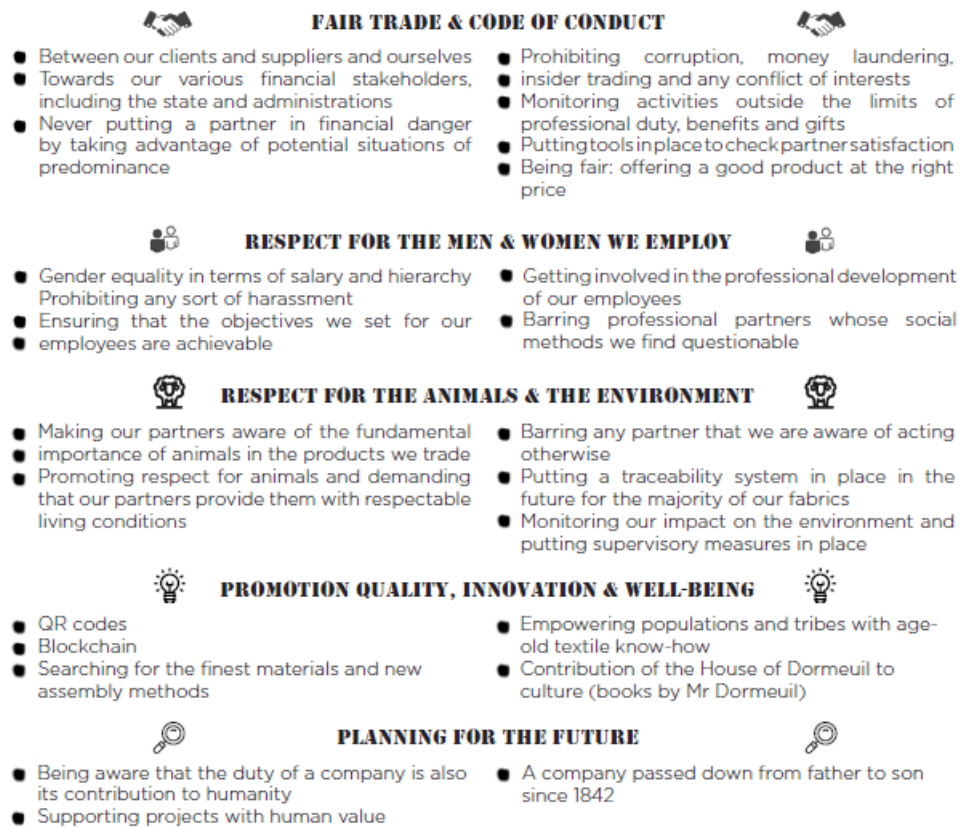 FAIR TRADE & CODE OF CONDUCT
Between our clients and suppliers and ourselves
Towards our various financial stakeholders,
including the state and administrations
Never putting a partner in financial danger
by taking advantage of potential situations of
predominance
Prohibiting corruption, money laundering,
insider trading and any conflict of interests
Monitoring activities outside the limits of
professional duty, benefits and gifts
Putting tools in place to check partner satisfaction
Being fair: offering a good product at the right
price
RESPECT FOR THE MEN & WOMEN WE EMPLOY
Gender equality in terms of salary and hierarchy
Prohibiting any sort of harassment
Ensuring that the objectives we set for our
employees are achievable
Getting involved in the professional development
of our employees
Barring professional partners whose social
methods we find questionable
RESPECT FOR THE ANIMALS & THE ENVIRONMENT
Making our partners aware of the fundamental
importance of animals in the products we trade
Promoting respect for animals and demanding
that our partners provide them with respectable
living conditions
Barring any partner that we are aware of acting
otherwise
Putting a traceability system in place in the
future for the majority of our fabrics
Monitoring our impact on the environment and
putting supervisory measures in place
PROMOTION QUALITY, INNOVATION & WELL-BEING
QR codes
Blockchain
Searching for the finest materials and new
assembly methods
Empowering populations and tribes with age-
old textile know-how
Contribution of the House of Dormeuil to
culture (books by Mr Dormeuil)
PLANNING FOR THE FUTURE
Being aware that the duty of a company is also
its contribution to humanity
Supporting projects with human value
A company passed down from father to son
since 1842